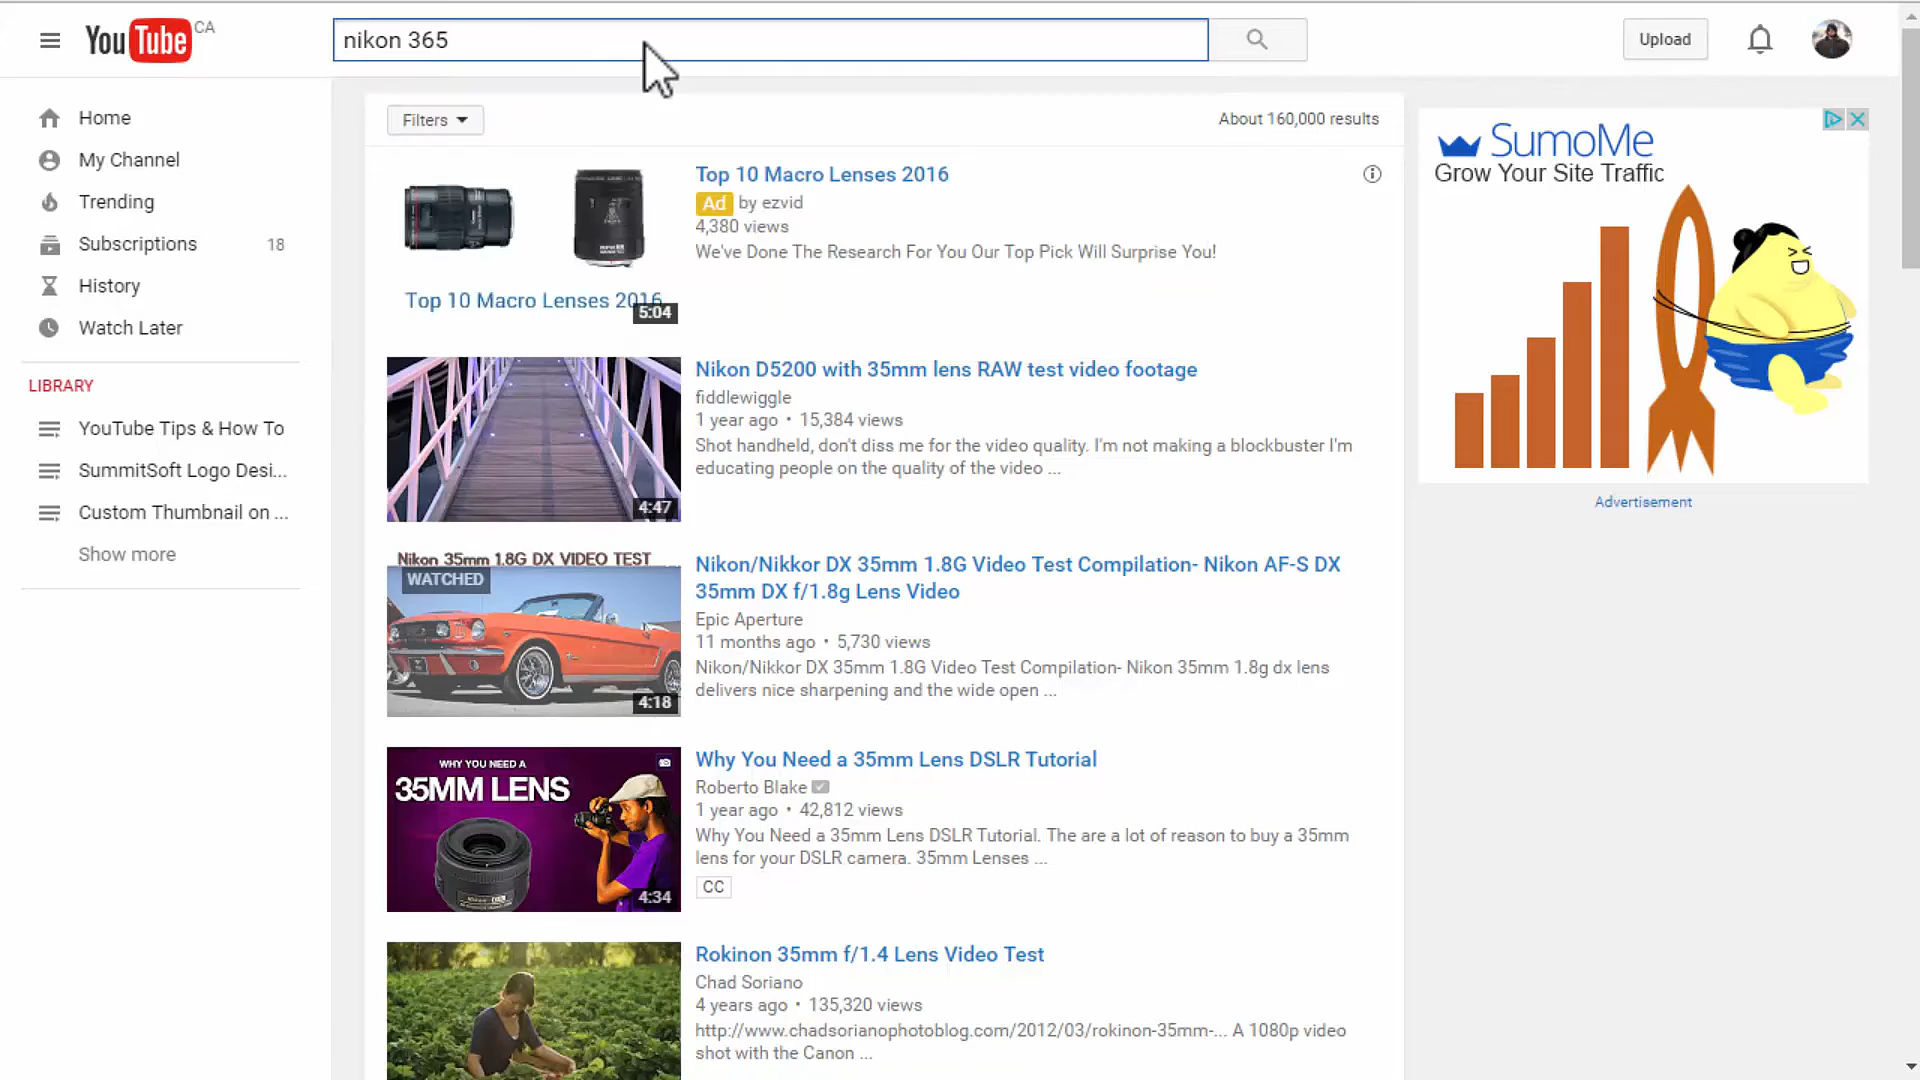 YouTube CA
nikon 365
Upload
Home
My Channel
Trending
Subscriptions 18
History
Watch Later
LIBRARY
YouTube Tips & How To
SummitSoft Logo Desi...
Custom Thumbnail on ...
Show more
Filters
About 160,000 results
Top 10 Macro Lenses 2016
5:04
Top 10 Macro Lenses 2016
Ad by ezvid
4,380 views
We've Done The Research For You Our Top Pick Will Surprise You!
4:47
Nikon D5200 with 35mm lens RAW test video footage
fiddlewiggle
1 year ago • 15,384 views
Shot handheld, don't diss me for the video quality. I'm not making a blockbuster I'm
educating people on the quality of the video ...
Nikon 35mm 1.8G DX VIDEO TEST
WATCHED
4:18
Nikon/Nikkor DX 35mm 1.8G Video Test Compilation- Nikon AF-S DX
35mm DX f/1.8g Lens Video
Epic Aperture
11 months ago • 5,730 views
Nikon/Nikkor DX 35mm 1.8G Video Test Compilation- Nikon 35mm 1.8g dx lens
delivers nice sharpening and the wide open ...
WHY YOU NEED A
35MM LENS
4:34
Why You Need a 35mm Lens DSLR Tutorial
Roberto Blake
1 year ago • 42,812 views
Why You Need a 35mm Lens DSLR Tutorial. The are a lot of reason to buy a 35mm
lens for your DSLR camera. 35mm Lenses ...
CC
Rokinon 35mm f/1.4 Lens Video Test
Chad Soriano
4 years ago • 135,320 views
http://www.chadsorianophotoblog.com/2012/03/rokinon-35mm-... A 1080p video
shot with the Canon ...
SumoMe
Grow Your Site Traffic
Advertisement